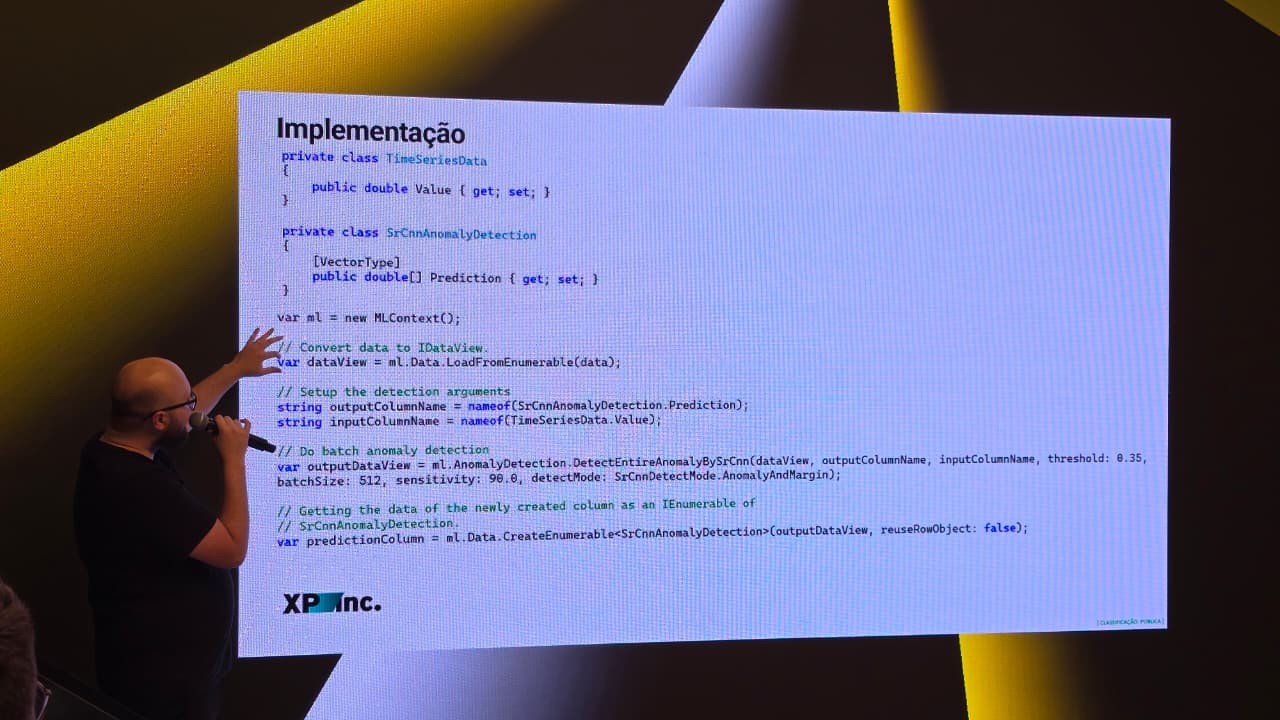 Implementação
private class TimeSeriesData
{
public double Value { get; set; }
}
private class SrCnnAnomalyDetection
{
[VectorType]
public double[] Prediction { get; set; }
}
var ml = new MLContext();
// Convert data to IDataView.
var dataView = ml.Data.LoadFromEnumerable(data);
// Setup the detection arguments
string outputColumnName = nameof(SrCnnAnomalyDetection.Prediction);
string inputColumnName = nameof(TimeSeriesData.Value);
// Do batch anomaly detection
var outputDataView = ml.AnomalyDetection.DetectEntireAnomalyBySrCnn(dataView, outputColumnName, inputColumnName, threshold: 0.35,
batchSize: 512, sensitivity: 90.0, detectMode: SrCnnDetectMode.AnomalyAndMargin);
// Getting the data of the newly created column as an IEnumerable of
// SrCnnAnomalyDetection.
var predictionColumn = ml.Data.CreateEnumerable<SrCnnAnomalyDetection>(outputDataView, reuseRowObject: false);
XP Inc.
[CLASSIFICAÇÃO: PÚBLICA]